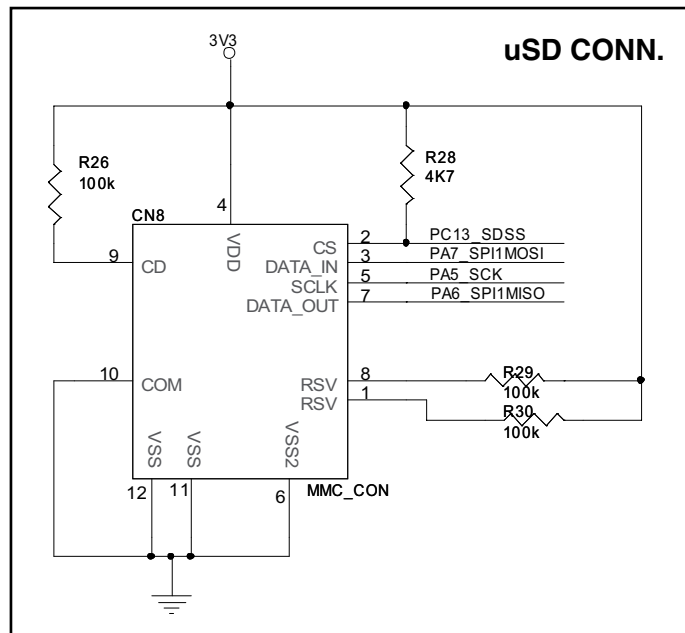 uSD CONN.
3V3
R26
100k
R28
4K7
CN8
4
VDD
9
CD
CS
2
PC13_SDSS
DATA_IN
3
PA7_SPI1MOSI
SCLK
5
PA5_SCK
DATA_OUT
7
PA6_SPI1MISO
10
COM
RSV
8
R29
100k
RSV
1
R30
100k
VSS
VSS
VSS2
12
11
6
MMC_CON